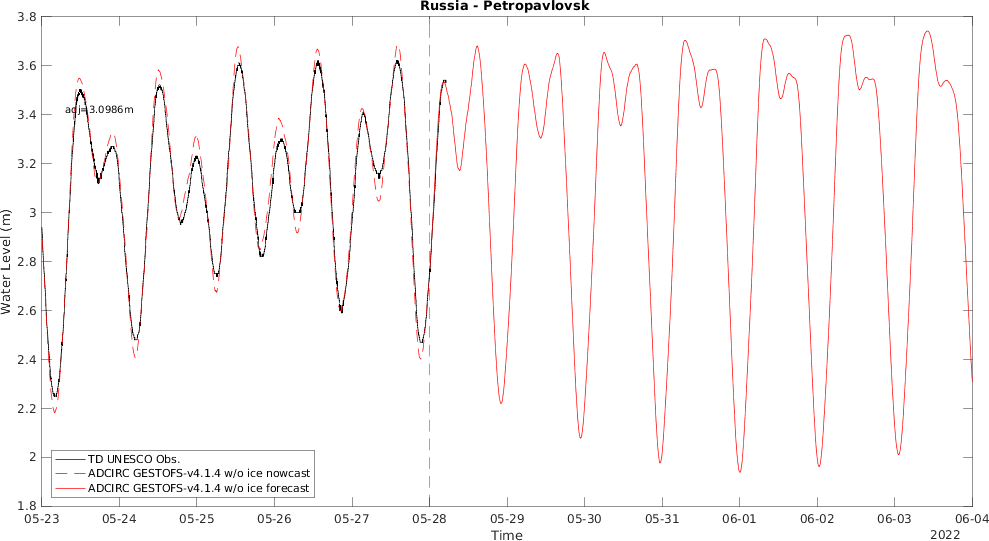 Russia - Petropavlovsk
3.8
3.6
3.4
3.2
3
2.8
2.6
2.4
2.2
2
1.8
Water Level (m)
adj=3.0986m
TD UNESCO Obs.
ADCIRC GESTOFS-v4.1.4 w/o ice nowcast
ADCIRC GESTOFS-v4.1.4 w/o ice forecast
05-23 05-24 05-25 05-26 05-27 05-28 05-29 05-30 05-31 06-01 06-02 06-03 06-04
Time
2022